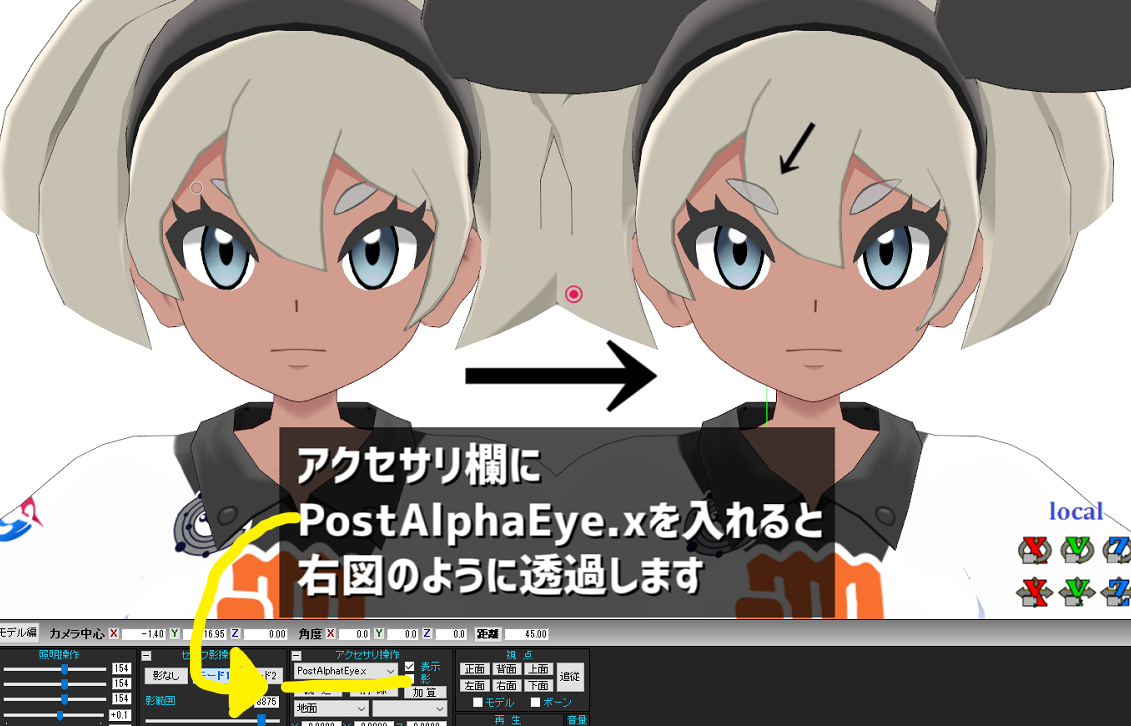 アクセサリ欄に
PostAlphaEye.xを入れると
右図のように透過します
local
X Y Z
X Y Z
モデル編 カメラ中心 X -1.40 Y 16.95 Z 0.00 角度 X 0.0 Y 0.0 Z 0.0 距離 45.00
照明操作
154
154
154
+0.1
影なし
影範囲
8875
アクセサリ操作
PostAlphatEye.x
表示
影
加算
地面
視 点
正面 背面 上面 追従
左面 右面 下面
モデル ボーン
再 生 音量